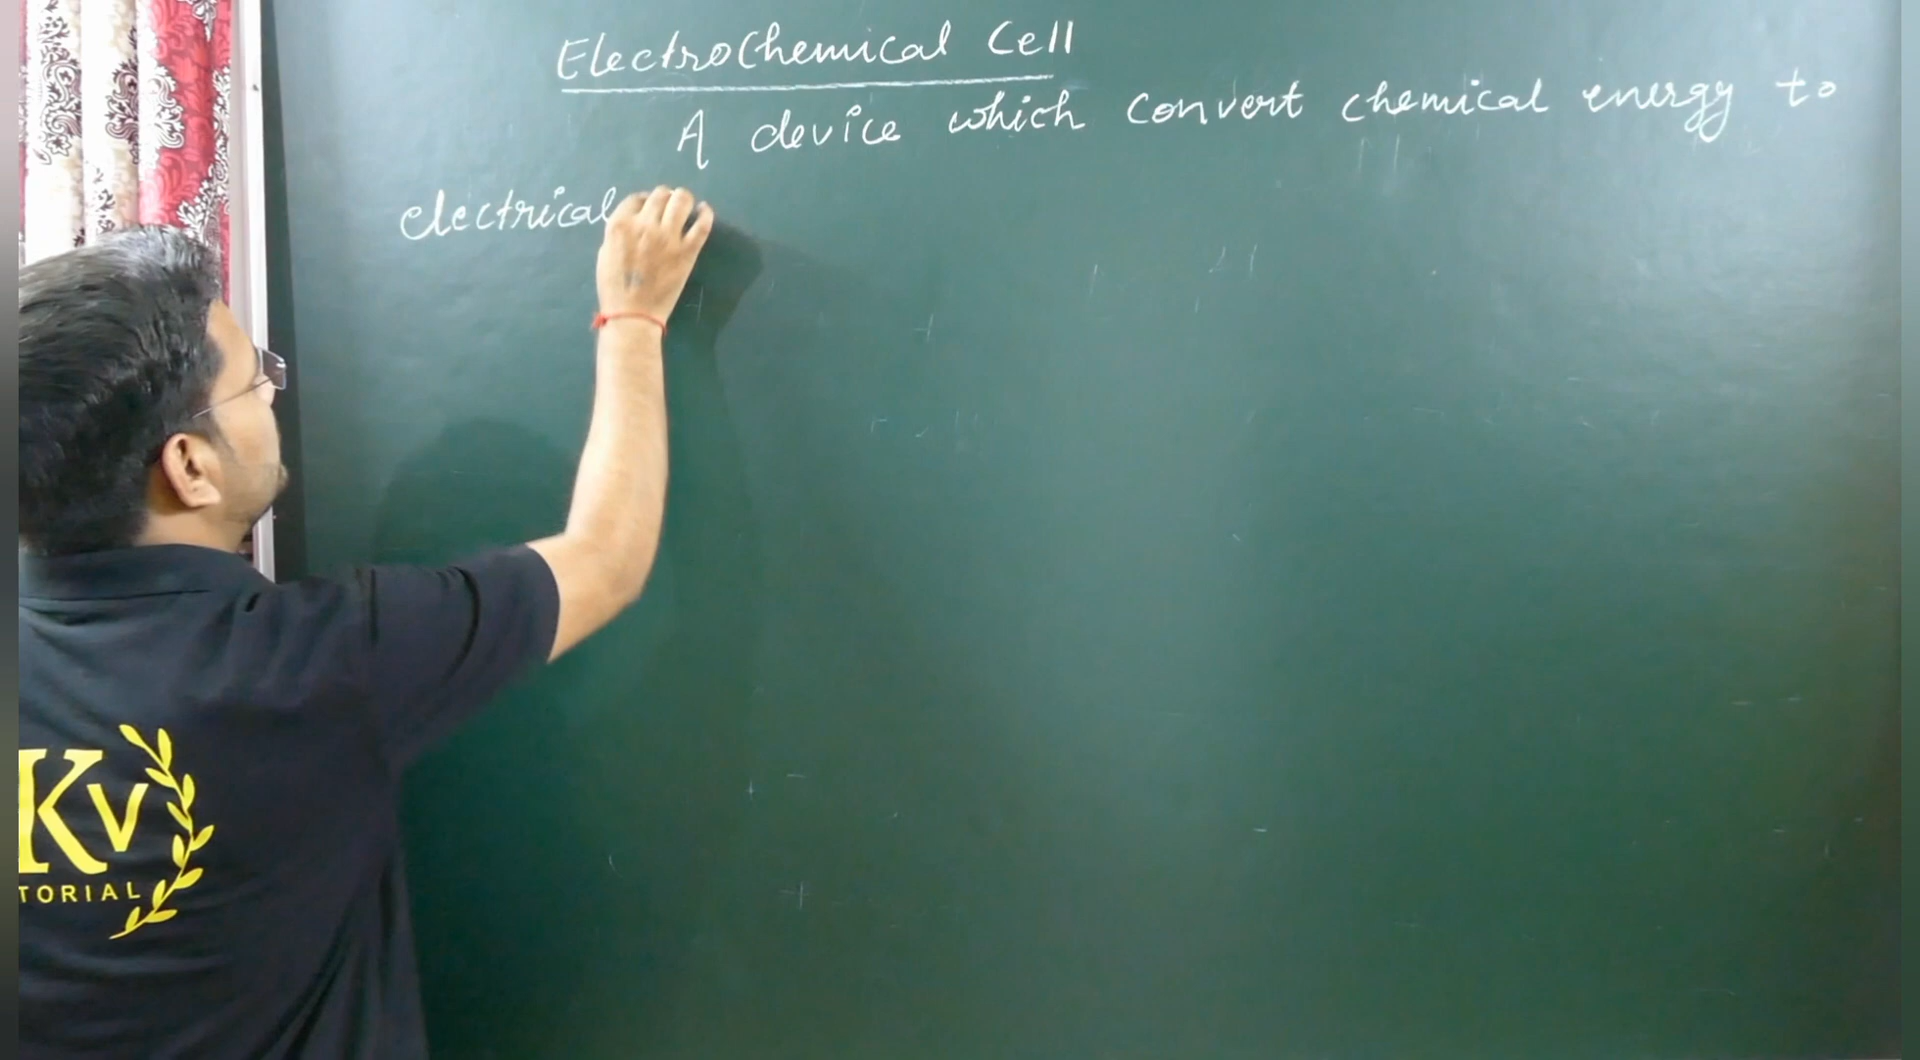 Electrochemical Cell
A device which convert chemical energy to
electrical
KV
TORIAL